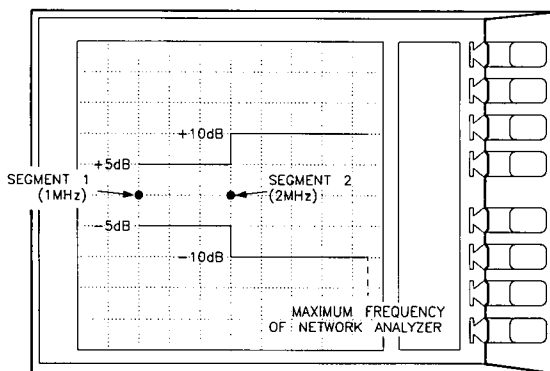 +10dB
+5dB
SEGMENT 1
(1MHz)
SEGMENT 2
(2MHz)
-5dB
-10dB
MAXIMUM FREQUENCY
OF NETWORK ANALYZER